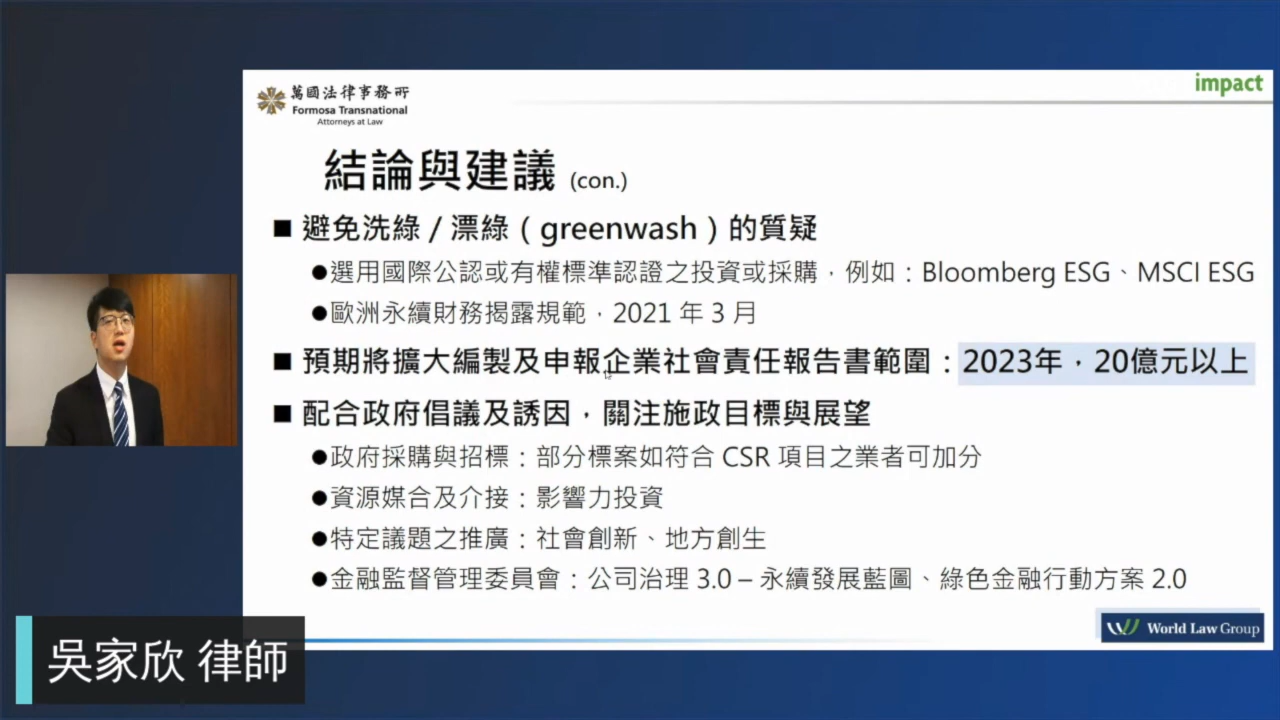 萬國法律事務所
Formosa Transnational
Attorneys at Law
impact
結論與建議 (con.)
■ 避免洗綠 / 漂綠（greenwash）的質疑
●選用國際公認或有權標準認證之投資或採購，例如：Bloomberg ESG、MSCI ESG
●歐洲永續財務揭露規範，2021 年 3 月
■ 預期將擴大編製及申報企業社會責任報告書範圍：2023年，20億元以上
■ 配合政府倡議及誘因，關注施政目標與展望
●政府採購與招標：部分標案如符合 CSR 項目之業者可加分
●資源媒合及介接：影響力投資
●特定議題之推廣：社會創新、地方創生
●金融監督管理委員會：公司治理 3.0 – 永續發展藍圖、綠色金融行動方案 2.0
World Law Group
吳家欣 律師